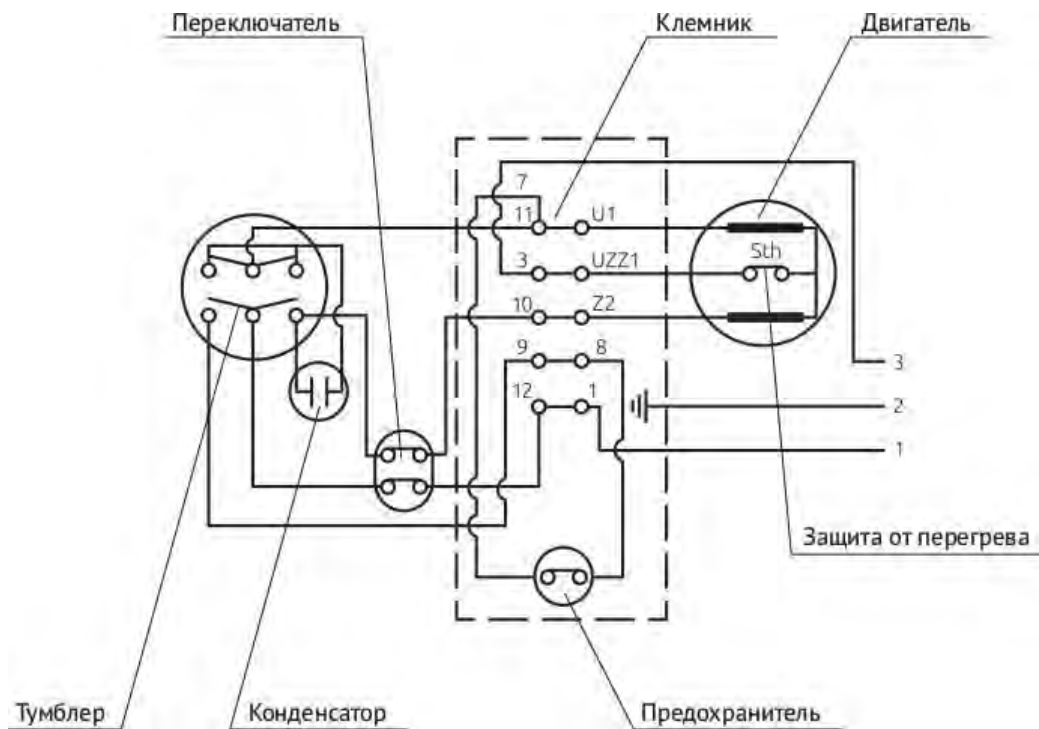 Переключатель
Клемник
Двигатель
7
11
U1
Sth
3
UZZ1
10
Z2
9
8
3
12
1
2
1
Защита от перегрева
Тумблер
Конденсатор
Предохранитель